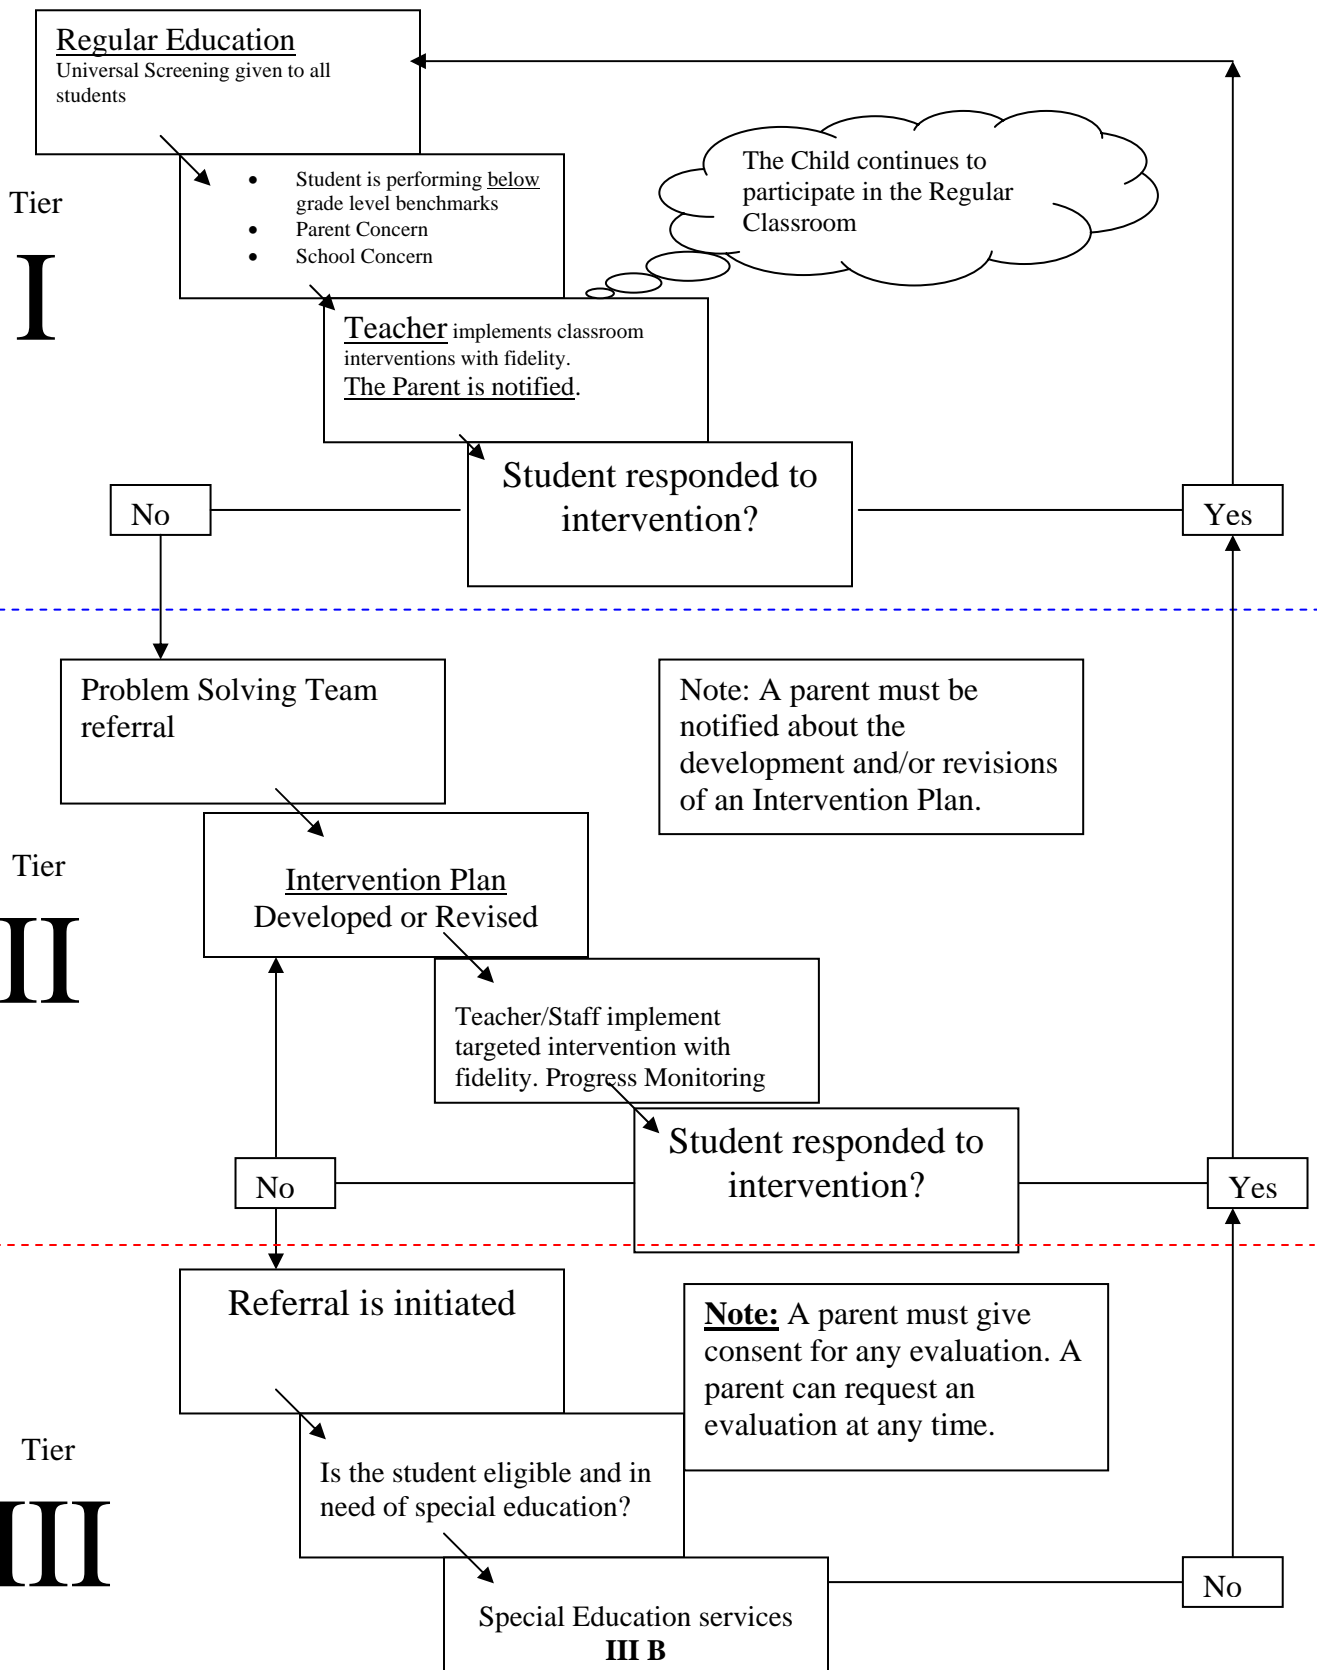 Regular Education
Universal Screening given to all
students
The Child continues to
participate in the Regular
Classroom
• Student is performing below
grade level benchmarks
• Parent Concern
• School Concern
Tier
I
Teacher implements classroom
interventions with fidelity.
The Parent is notified.
Student responded to
intervention?
No
Yes
Problem Solving Team
referral
Note: A parent must be
notified about the
development and/or revisions
of an Intervention Plan.
Tier
II
Intervention Plan
Developed or Revised
Teacher/Staff implement
targeted intervention with
fidelity. Progress Monitoring
Student responded to
intervention?
No
Yes
Referral is initiated
Note: A parent must give
consent for any evaluation. A
parent can request an
evaluation at any time.
Tier
III
Is the student eligible and in
need of special education?
No
Special Education services
III B